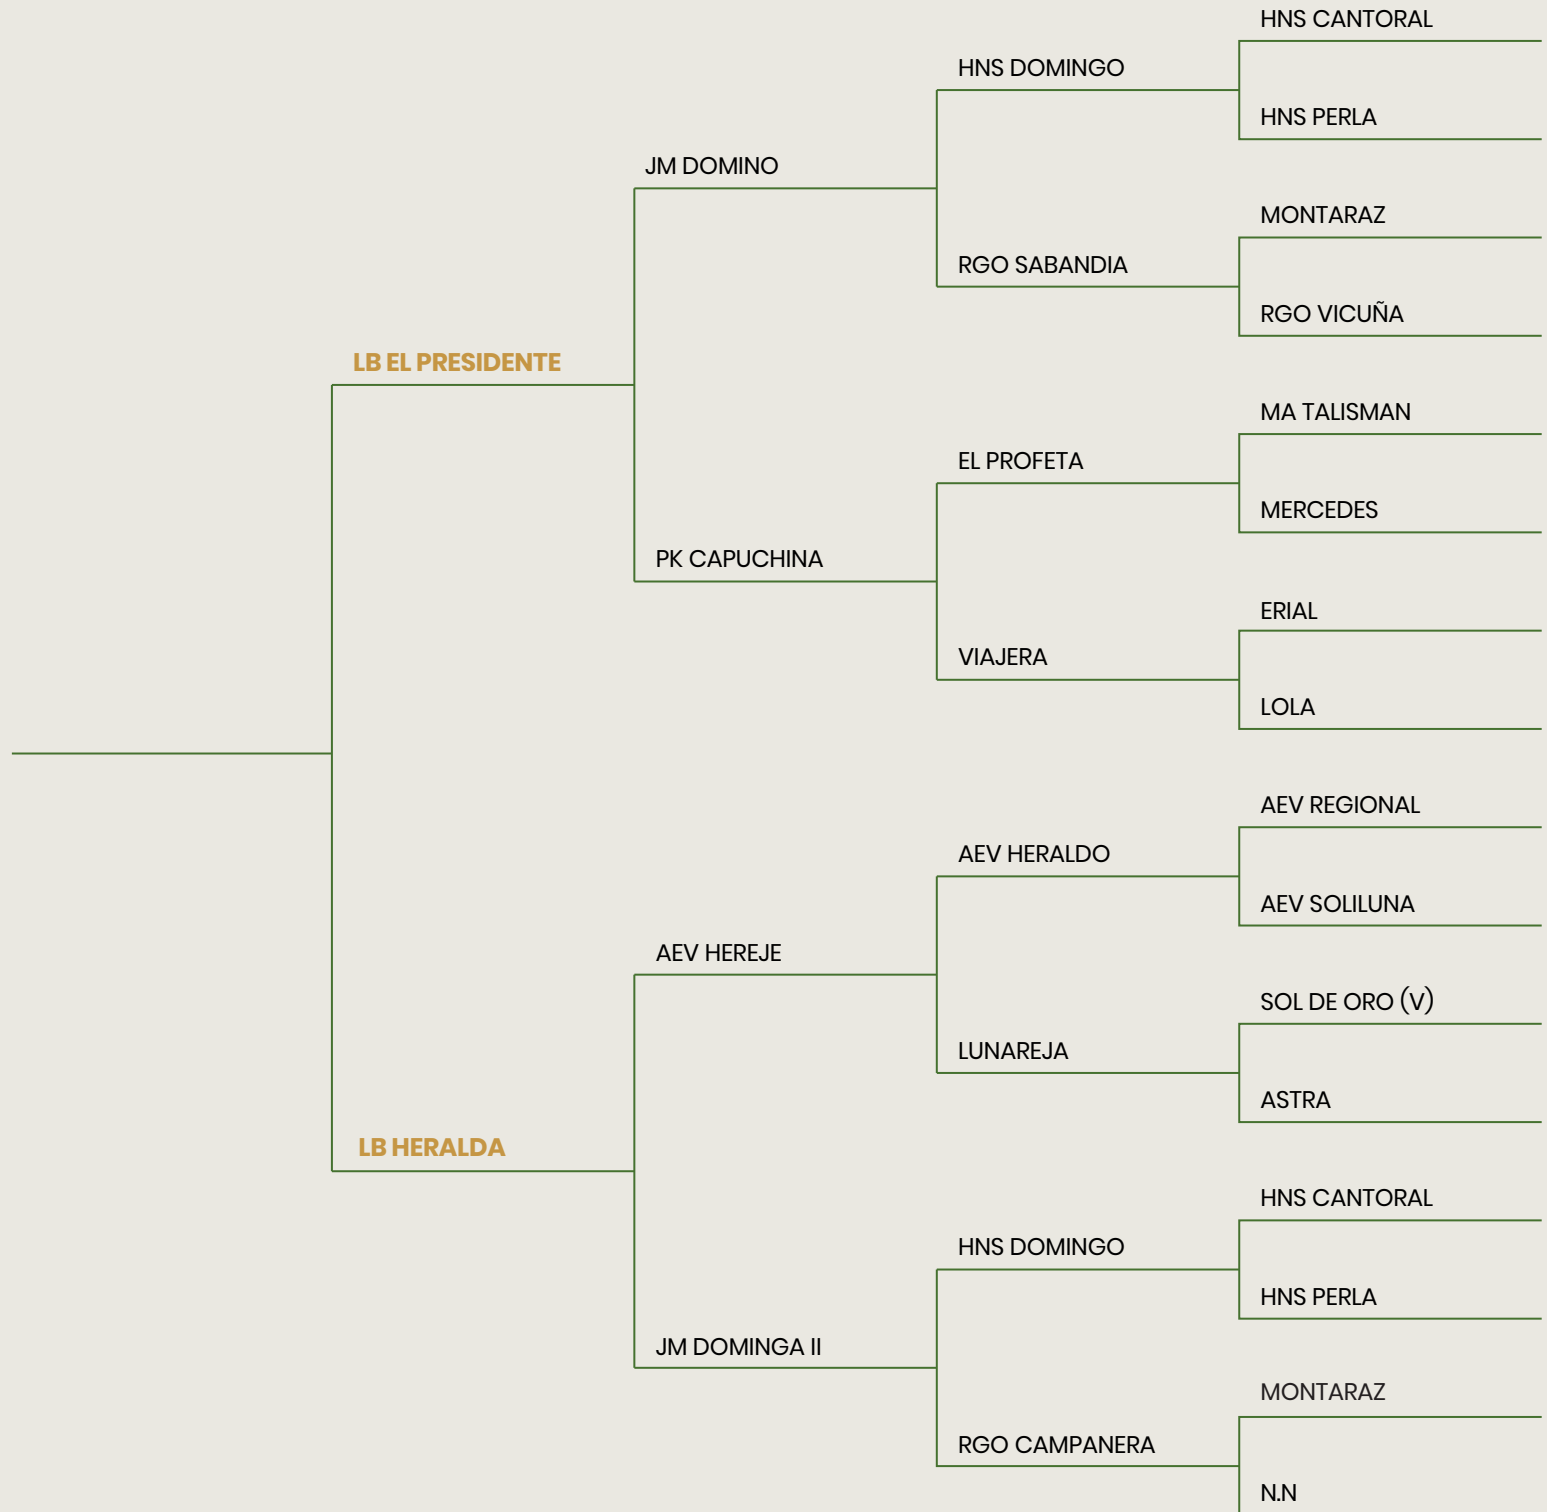 HNS CANTORAL
HNS DOMINGO
HNS PERLA
JM DOMINO
MONTARAZ
RGO SABANDIA
RGO VICUÑA
LB EL PRESIDENTE
MA TALISMAN
EL PROFETA
MERCEDES
PK CAPUCHINA
ERIAL
VIAJERA
LOLA
AEV REGIONAL
AEV HERALDO
AEV SOLILUNA
AEV HEREJE
SOL DE ORO (V)
LUNAREJA
ASTRA
LB HERALDA
HNS CANTORAL
HNS DOMINGO
HNS PERLA
JM DOMINGA II
MONTARAZ
RGO CAMPANERA
N.N